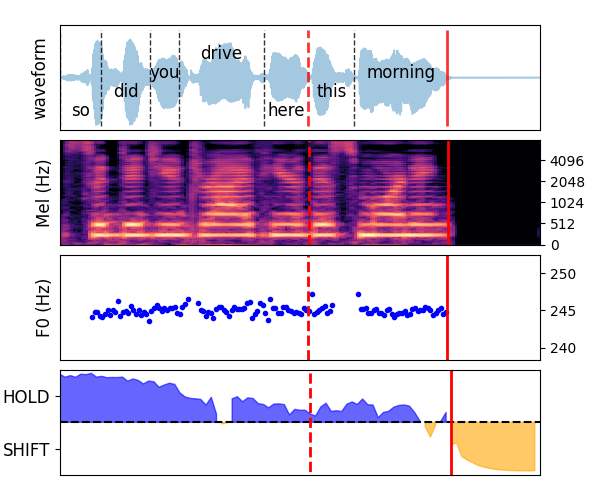 waveform
so
did
you
drive
here
this
morning
Mel (Hz)
4096
2048
1024
512
0
F0 (Hz)
250
245
240
HOLD
SHIFT